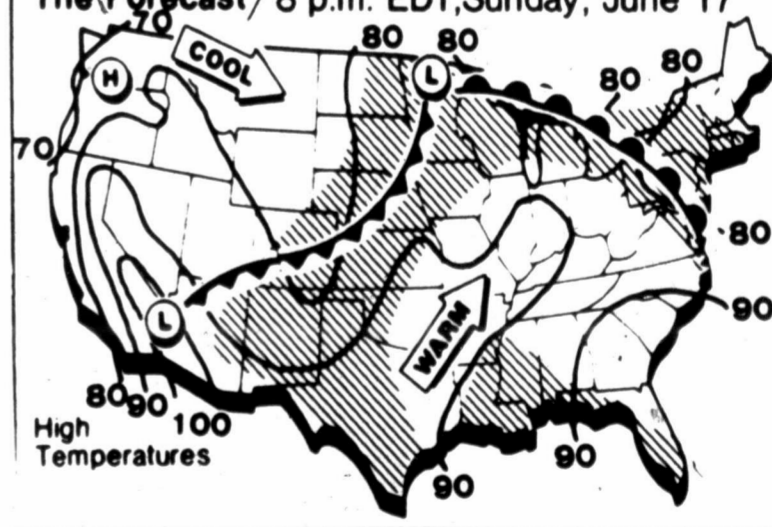 The Forecast / 8 p.m. EDT, Sunday, June 17
70
80 80
COOL
H
L
80
80
70
80
90
L
WARM
80 90 100
High
Temperatures
90
90